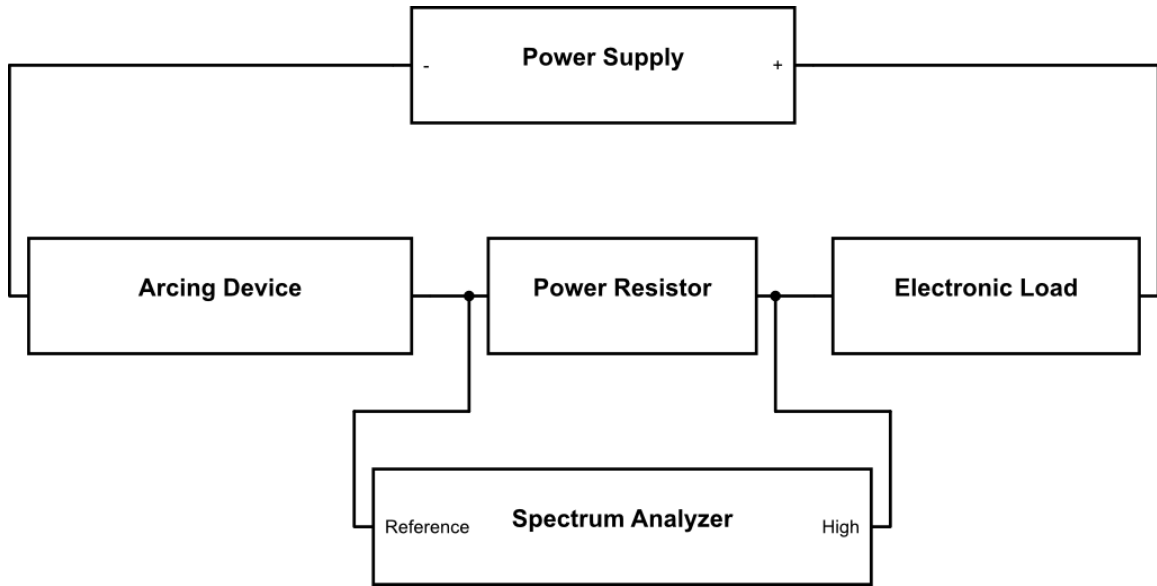 Power Supply
-
+
Arcing Device
Power Resistor
Electronic Load
Reference
Spectrum Analyzer
High